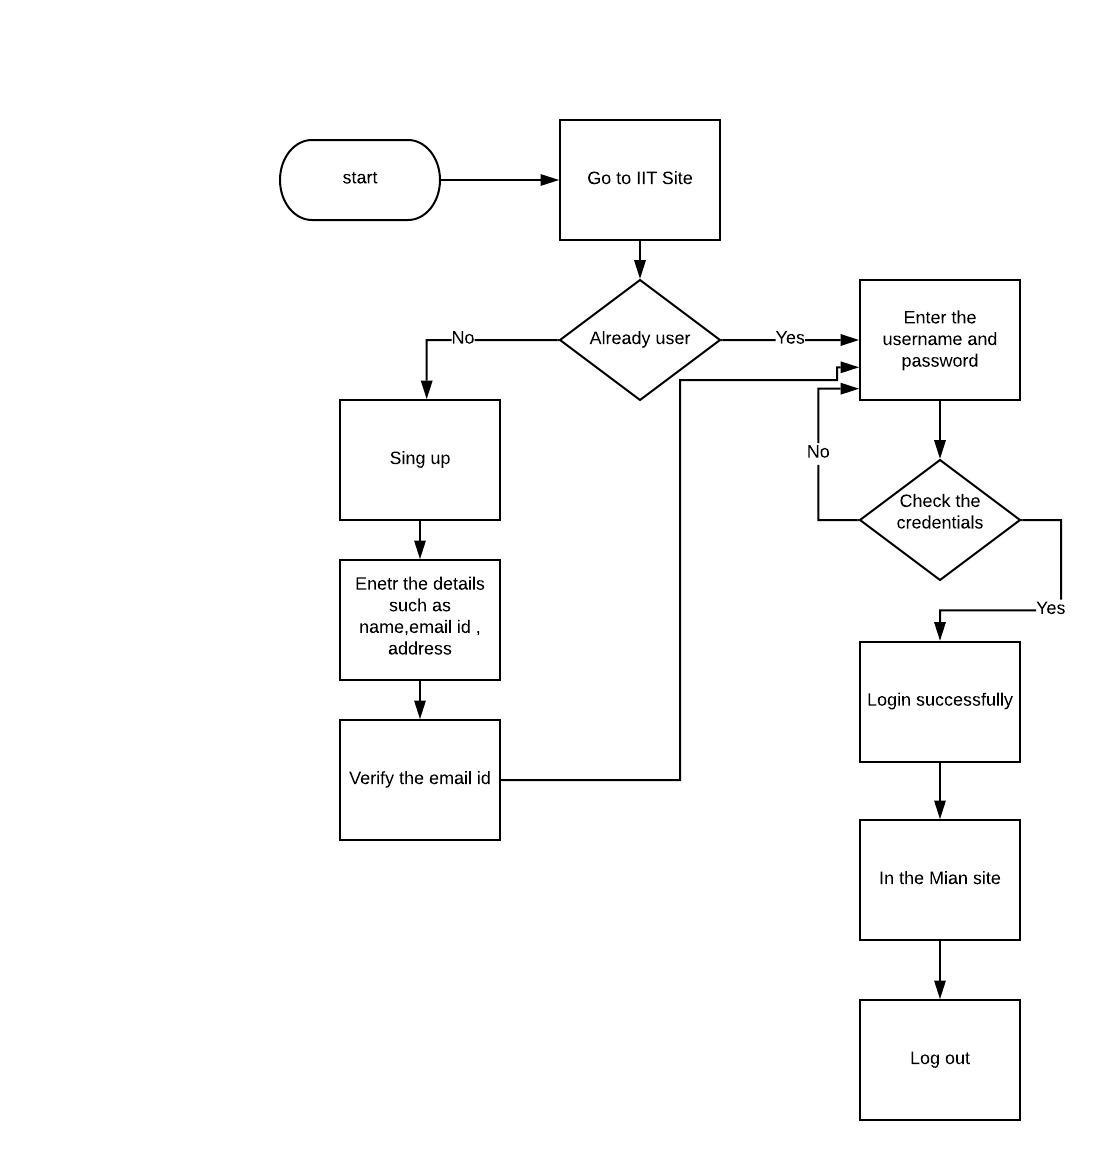 start
Go to IIT Site
Already user
No
Yes
Enter the
username and
password
Sing up
No
Check the
credentials
Enetr the details
such as
name,email id ,
address
Yes
Login successfully
Verify the email id
In the Mian site
Log out